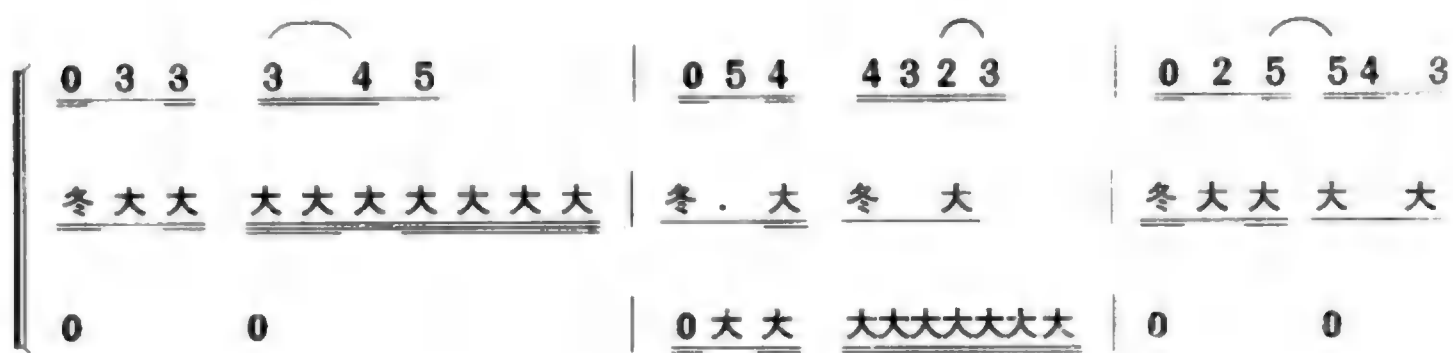 0 3 3 3 4 5 | 0 5 4 4 3 2 3 | 0 2 5 5 4 3
冬 大 大 大 大 大 大 大 大 大 | 冬 . 大 冬 大 | 冬 大 大 大 大
0 0 | 0 大 大 大 大 大 大 大 大 大 | 0 0